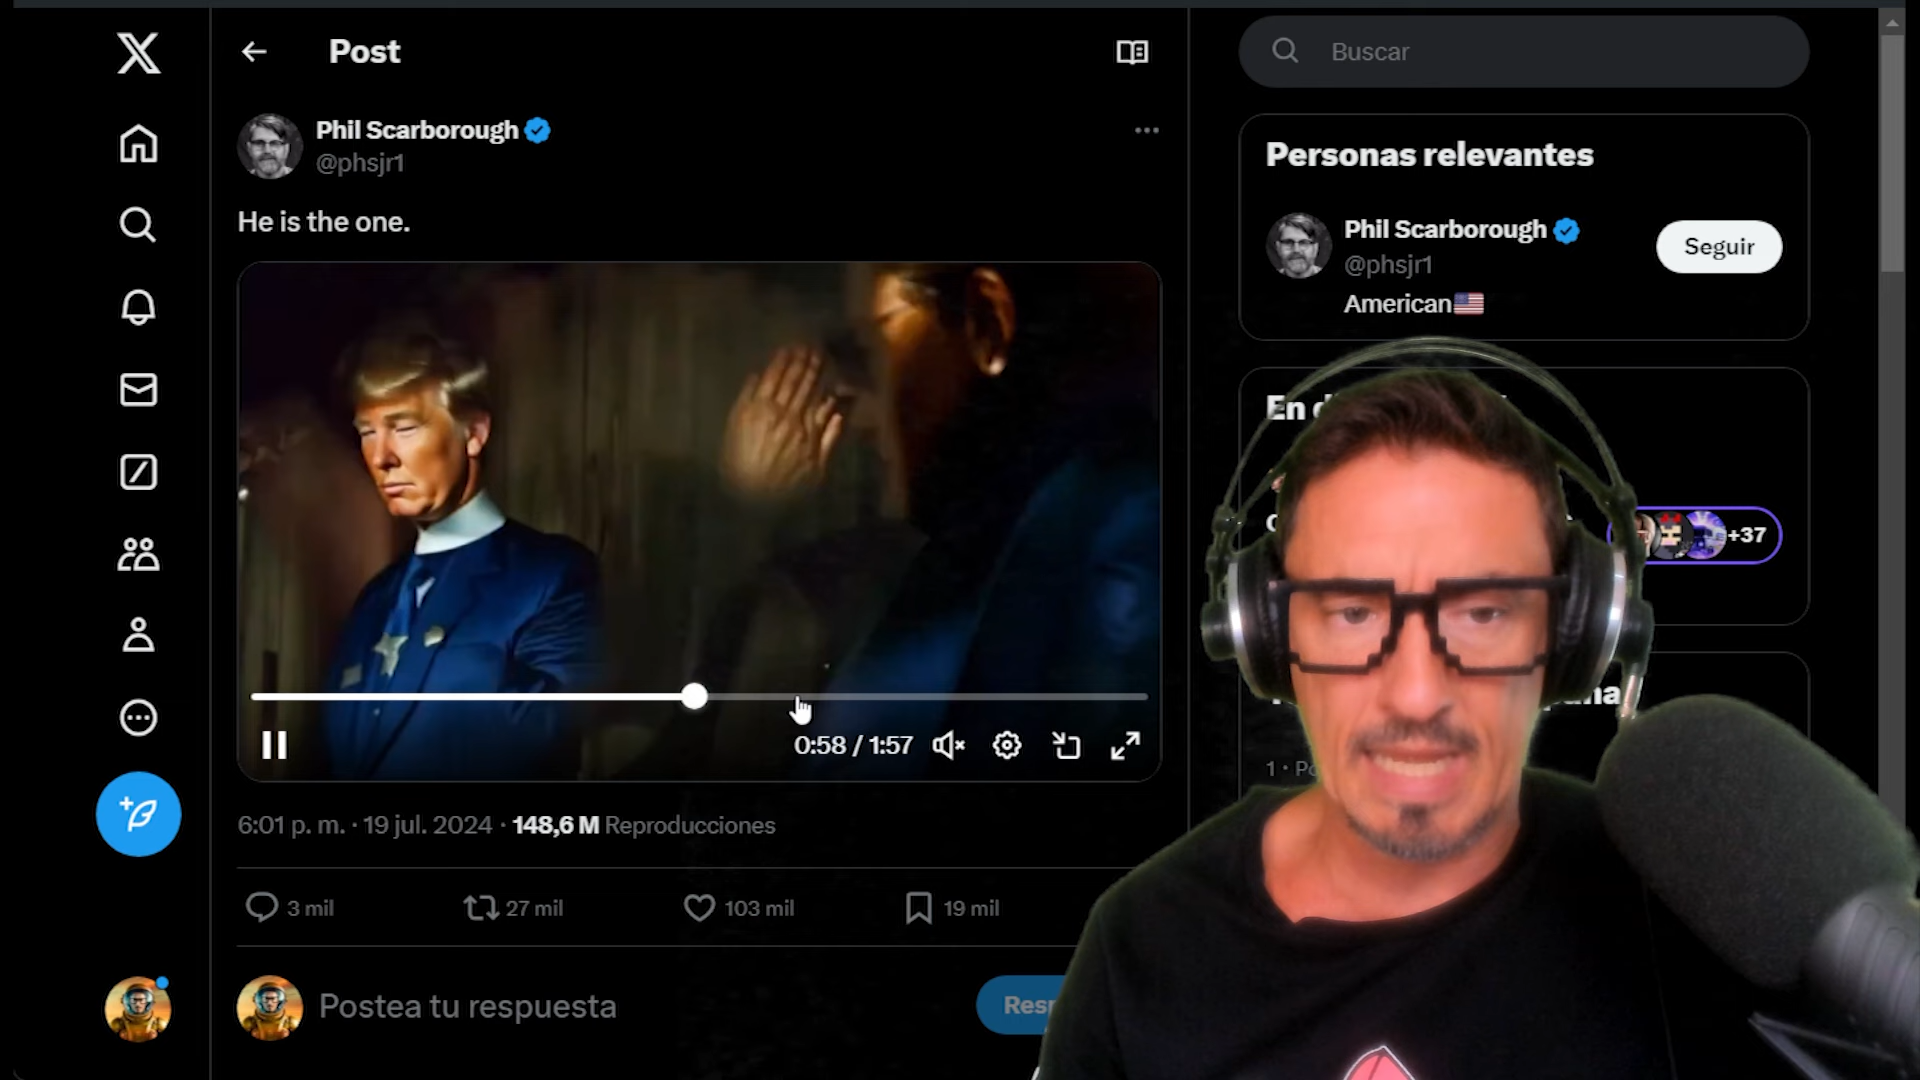 Post
Phil Scarborough
@phsjr1
He is the one.
0:58 / 1:57
6:01 p. m. · 19 jul. 2024 · 148,6 M Reproducciones
3 mil
27 mil
103 mil
19 mil
Postea tu respuesta
Buscar
Personas relevantes
Phil Scarborough
@phsjr1
Seguir
American
En
+37